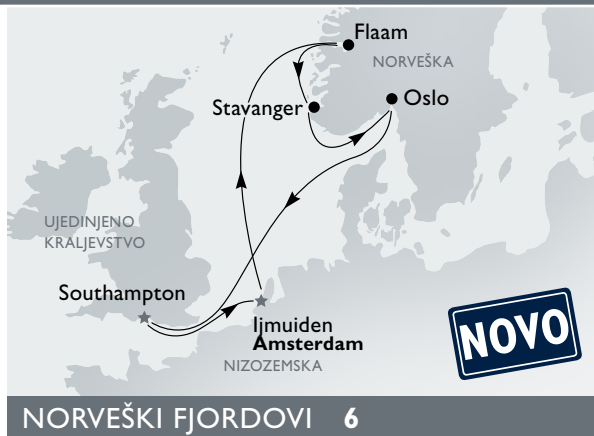 Flaam
NORVEŠKA
Stavanger
Oslo
UJEDINJENO
KRALJEVSTVO
Southampton
Ijmuiden
Amsterdam
NIZOZEMSKA
NOVO
NORVEŠKI FJORDOVI 6